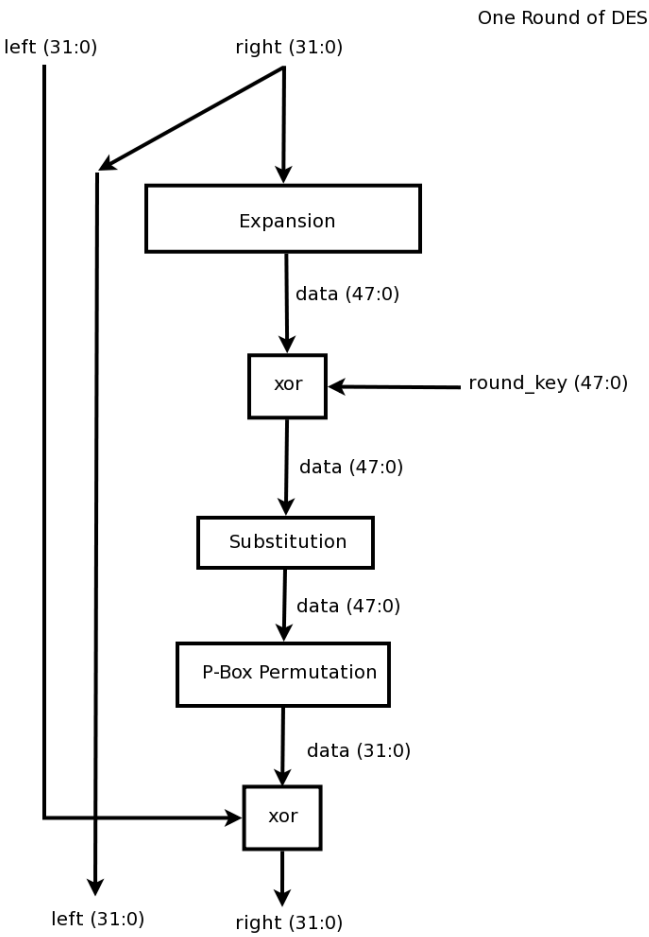 One Round of DES
left (31:0)
right (31:0)
Expansion
data (47:0)
xor
round_key (47:0)
data (47:0)
Substitution
data (47:0)
P-Box Permutation
data (31:0)
xor
left (31:0)
right (31:0)